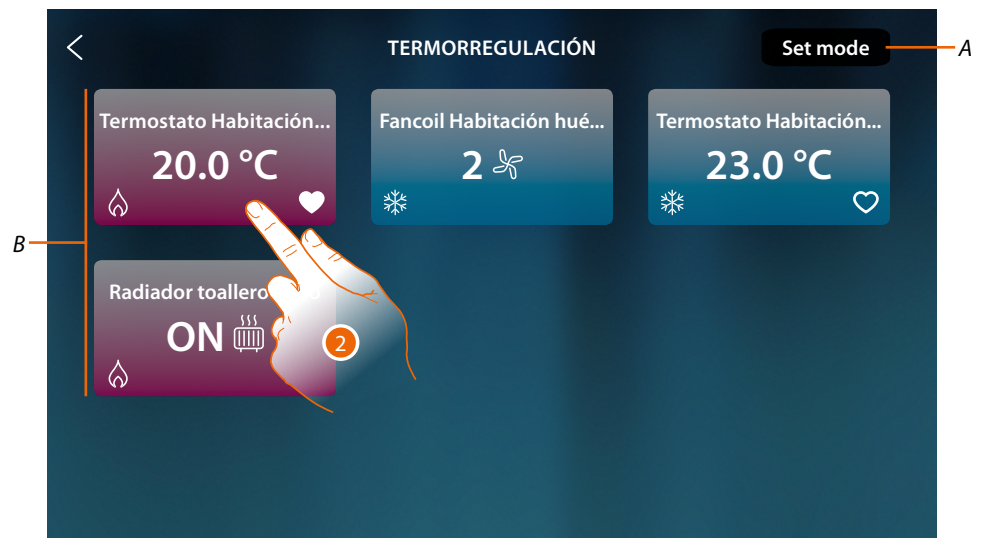 TERMORREGULACIÓN
Set mode
A
Termostato Habitación...
20.0 °C
Fancoil Habitación hué...
2
Termostato Habitación...
23.0 °C
B
Radiador toallero
ON
2